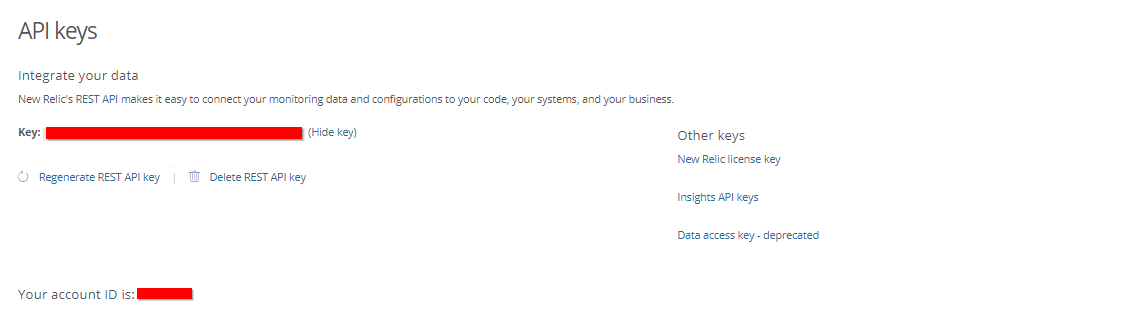 API keys
Integrate your data
New Relic's REST API makes it easy to connect your monitoring data and configurations to your code, your systems, and your business.
Key: (Hide key)
Regenerate REST API key | Delete REST API key
Other keys
New Relic license key
Insights API keys
Data access key - deprecated
Your account ID is: